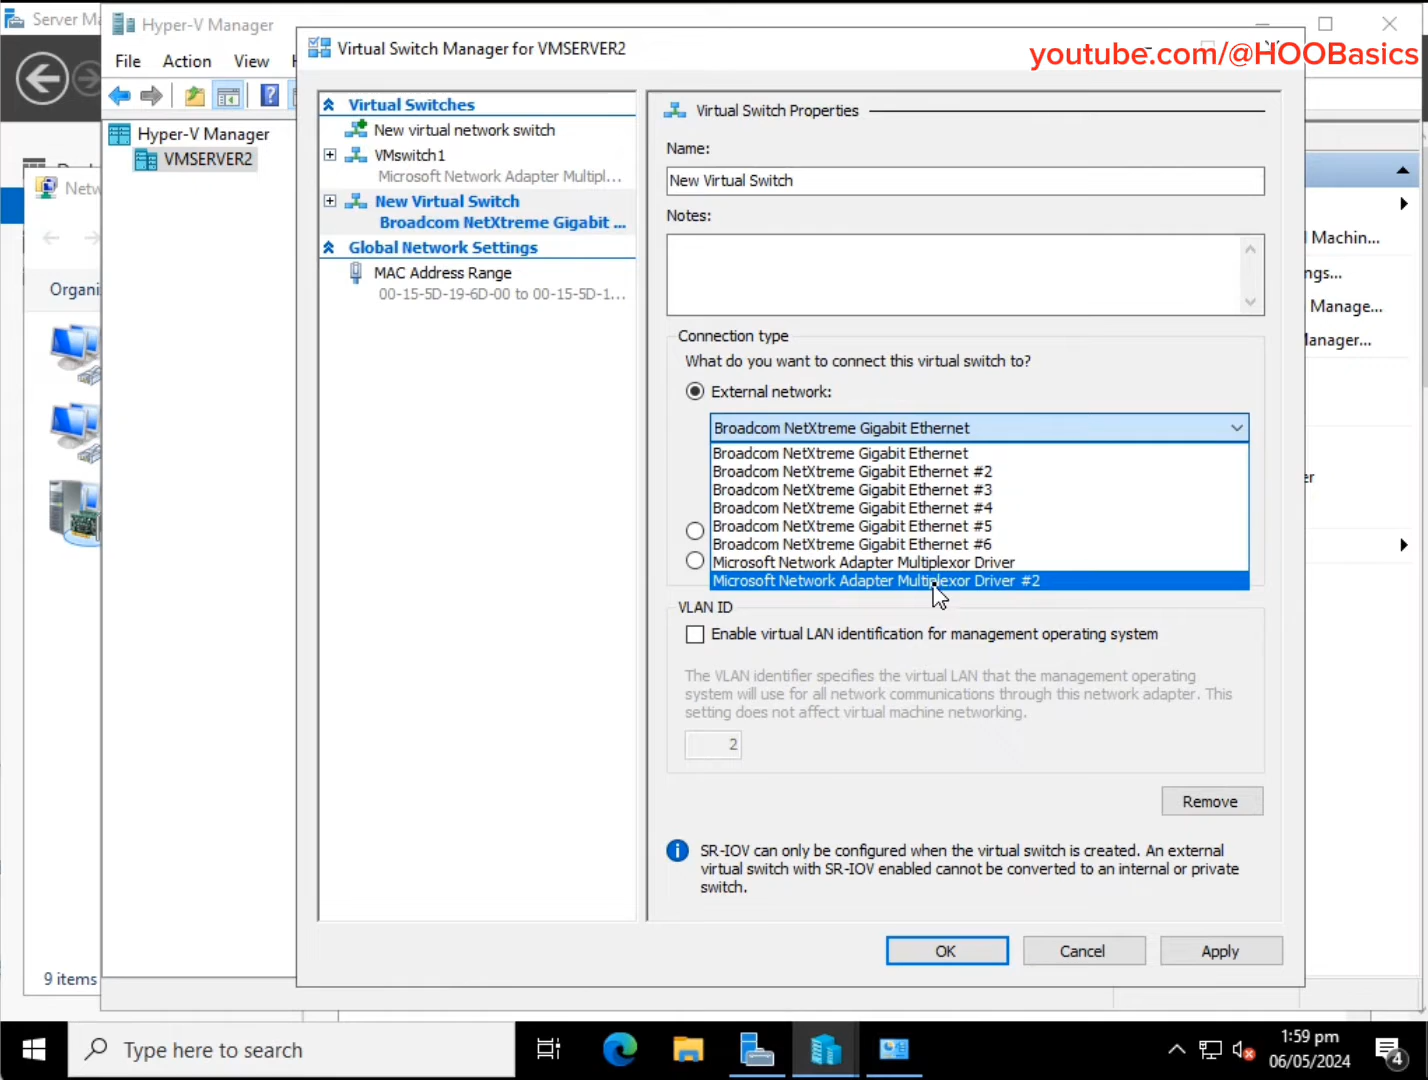 Server Ma
Hyper-V Manager
Virtual Switch Manager for VMSERVER2
youtube.com/@HOOBasics
File Action View
Hyper-V Manager
VMSERVER2
Netw
Organi
9 items
Virtual Switches
New virtual network switch
VMswitch1
Microsoft Network Adapter Multipl...
New Virtual Switch
Broadcom NetXtreme Gigabit ...
Global Network Settings
MAC Address Range
00-15-5D-19-6D-00 to 00-15-5D-1...
Virtual Switch Properties
Name:
New Virtual Switch
Notes:
Connection type
What do you want to connect this virtual switch to?
External network:
Broadcom NetXtreme Gigabit Ethernet
Broadcom NetXtreme Gigabit Ethernet
Broadcom NetXtreme Gigabit Ethernet #2
Broadcom NetXtreme Gigabit Ethernet #3
Broadcom NetXtreme Gigabit Ethernet #4
Broadcom NetXtreme Gigabit Ethernet #5
Broadcom NetXtreme Gigabit Ethernet #6
Microsoft Network Adapter Multiplexor Driver
Microsoft Network Adapter Multiplexor Driver #2
VLAN ID
Enable virtual LAN identification for management operating system
The VLAN identifier specifies the virtual LAN that the management operating
system will use for all network communications through this network adapter. This
setting does not affect virtual machine networking.
2
Remove
SR-IOV can only be configured when the virtual switch is created. An external
virtual switch with SR-IOV enabled cannot be converted to an internal or private
switch.
OK Cancel Apply
l Machin...
ngs...
Manage...
lanager...
er
Type here to search
1:59 pm
06/05/2024
4